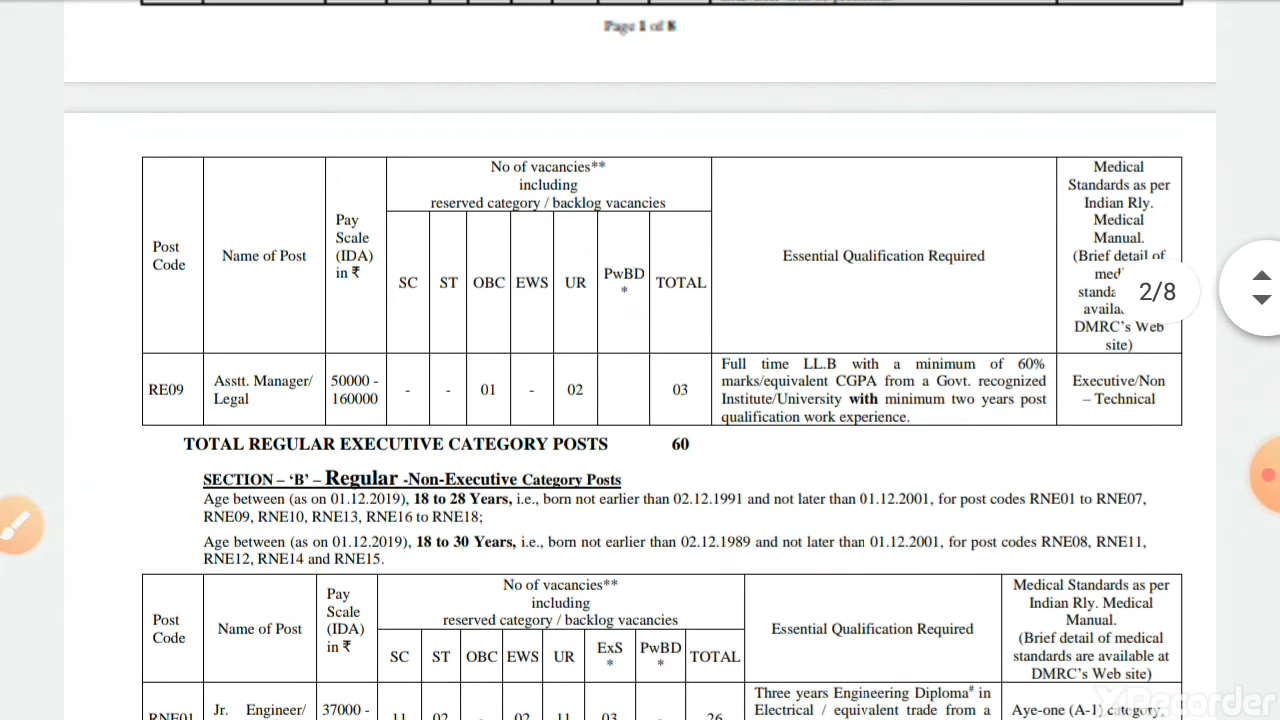 Page 1 of 8
No of vacancies**
including
reserved category / backlog vacancies
Medical
Standards as per
Indian Rly.
Medical
Manual.
(Brief detail of
DMRC's Web
site)
Post
Code
Name of Post
Pay
Scale
(IDA)
in ₹
SC ST OBC EWS UR PwBD
*
TOTAL
Essential Qualification Required
2/8
RE09
Asstt. Manager/
Legal
50000 -
160000
- - 01 - 02 03
Full time LL.B with a minimum of 60%
marks/equivalent CGPA from a Govt. recognized
Institute/University with minimum two years post
qualification work experience.
Executive/Non
– Technical
TOTAL REGULAR EXECUTIVE CATEGORY POSTS 60
SECTION – ‘B’ – Regular -Non-Executive Category Posts
Age between (as on 01.12.2019), 18 to 28 Years, i.e., born not earlier than 02.12.1991 and not later than 01.12.2001, for post codes RNE01 to RNE07,
RNE09, RNE10, RNE13, RNE16 to RNE18;
Age between (as on 01.12.2019), 18 to 30 Years, i.e., born not earlier than 02.12.1989 and not later than 01.12.2001, for post codes RNE08, RNE11,
RNE12, RNE14 and RNE15.
Post
Code
Name of Post
Pay
Scale
(IDA)
in ₹
No of vacancies**
including
reserved category / backlog vacancies
SC ST OBC EWS UR ExS
*
PwBD
*
TOTAL
Essential Qualification Required
Medical Standards as per
Indian Rly. Medical
Manual.
(Brief detail of medical
standards are available at
DMRC's Web site)
RNE01
Jr. Engineer/
37000 -
11 02 - 02 11 03 - 26
Three years Engineering Diploma# in
Electrical / equivalent trade from a
Aye-one (A-1) category,
XRecorder